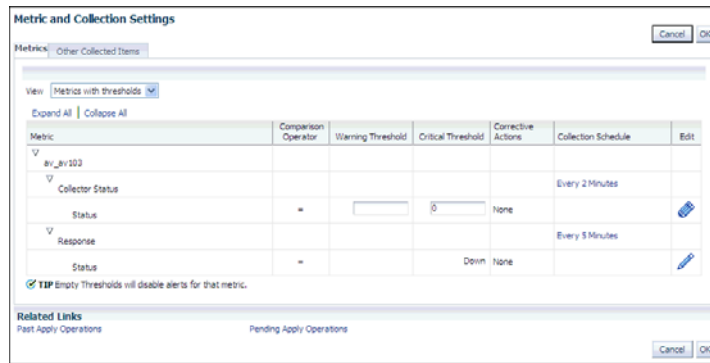 Metric and Collection Settings
Cancel OK
Metrics Other Collected Items
View Metrics with thresholds
Expand All | Collapse All
Metric Comparison Operator Warning Threshold Critical Threshold Corrective Actions Collection Schedule Edit
av_av103
Collector Status Every 2 Minutes
Status = 0 None
Response Every 5 Minutes
Status = Down None
TIP Empty Thresholds will disable alerts for that metric.
Related Links
Past Apply Operations Pending Apply Operations
Cancel OK